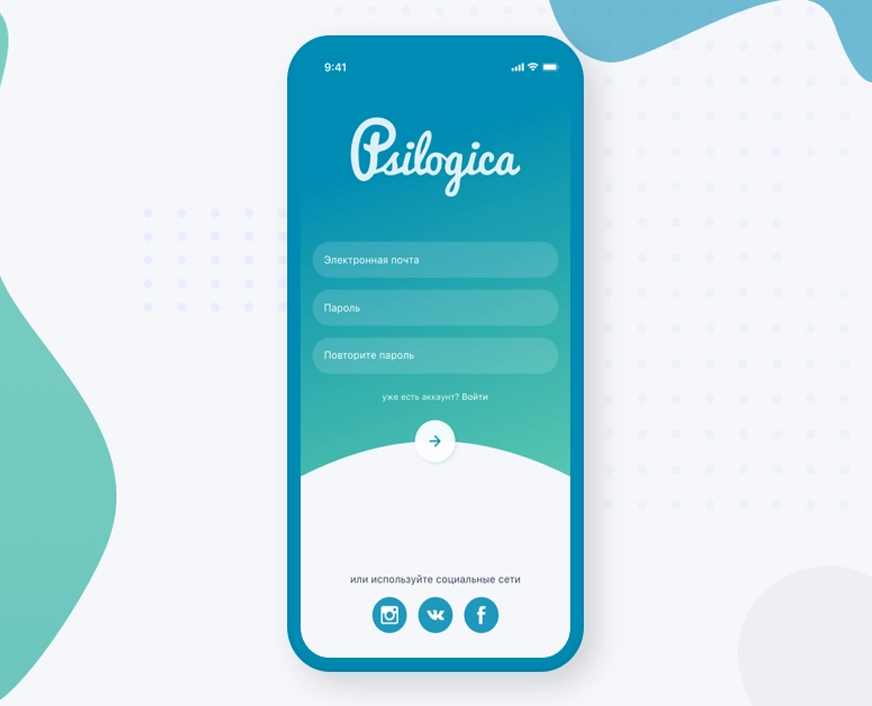 9:41
Psilogica
Электронная почта
Пароль
Повторите пароль
уже есть аккаунт? Войти
или используйте социальные сети